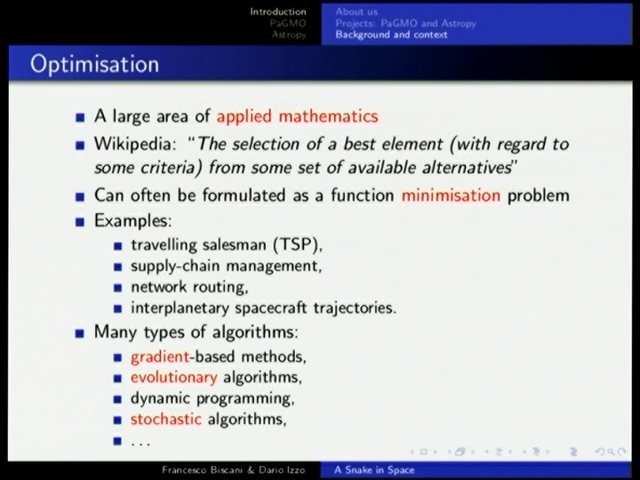 Introduction
PaGMO
Astropy
About us
Projects: PaGMO and Astropy
Background and context
Optimisation
A large area of applied mathematics
Wikipedia: “The selection of a best element (with regard to
some criteria) from some set of available alternatives”
Can often be formulated as a function minimisation problem
Examples:
travelling salesman (TSP),
supply-chain management,
network routing,
interplanetary spacecraft trajectories.
Many types of algorithms:
gradient-based methods,
evolutionary algorithms,
dynamic programming,
stochastic algorithms,
...
Francesco Biscani & Dario Izzo
A Snake in Space